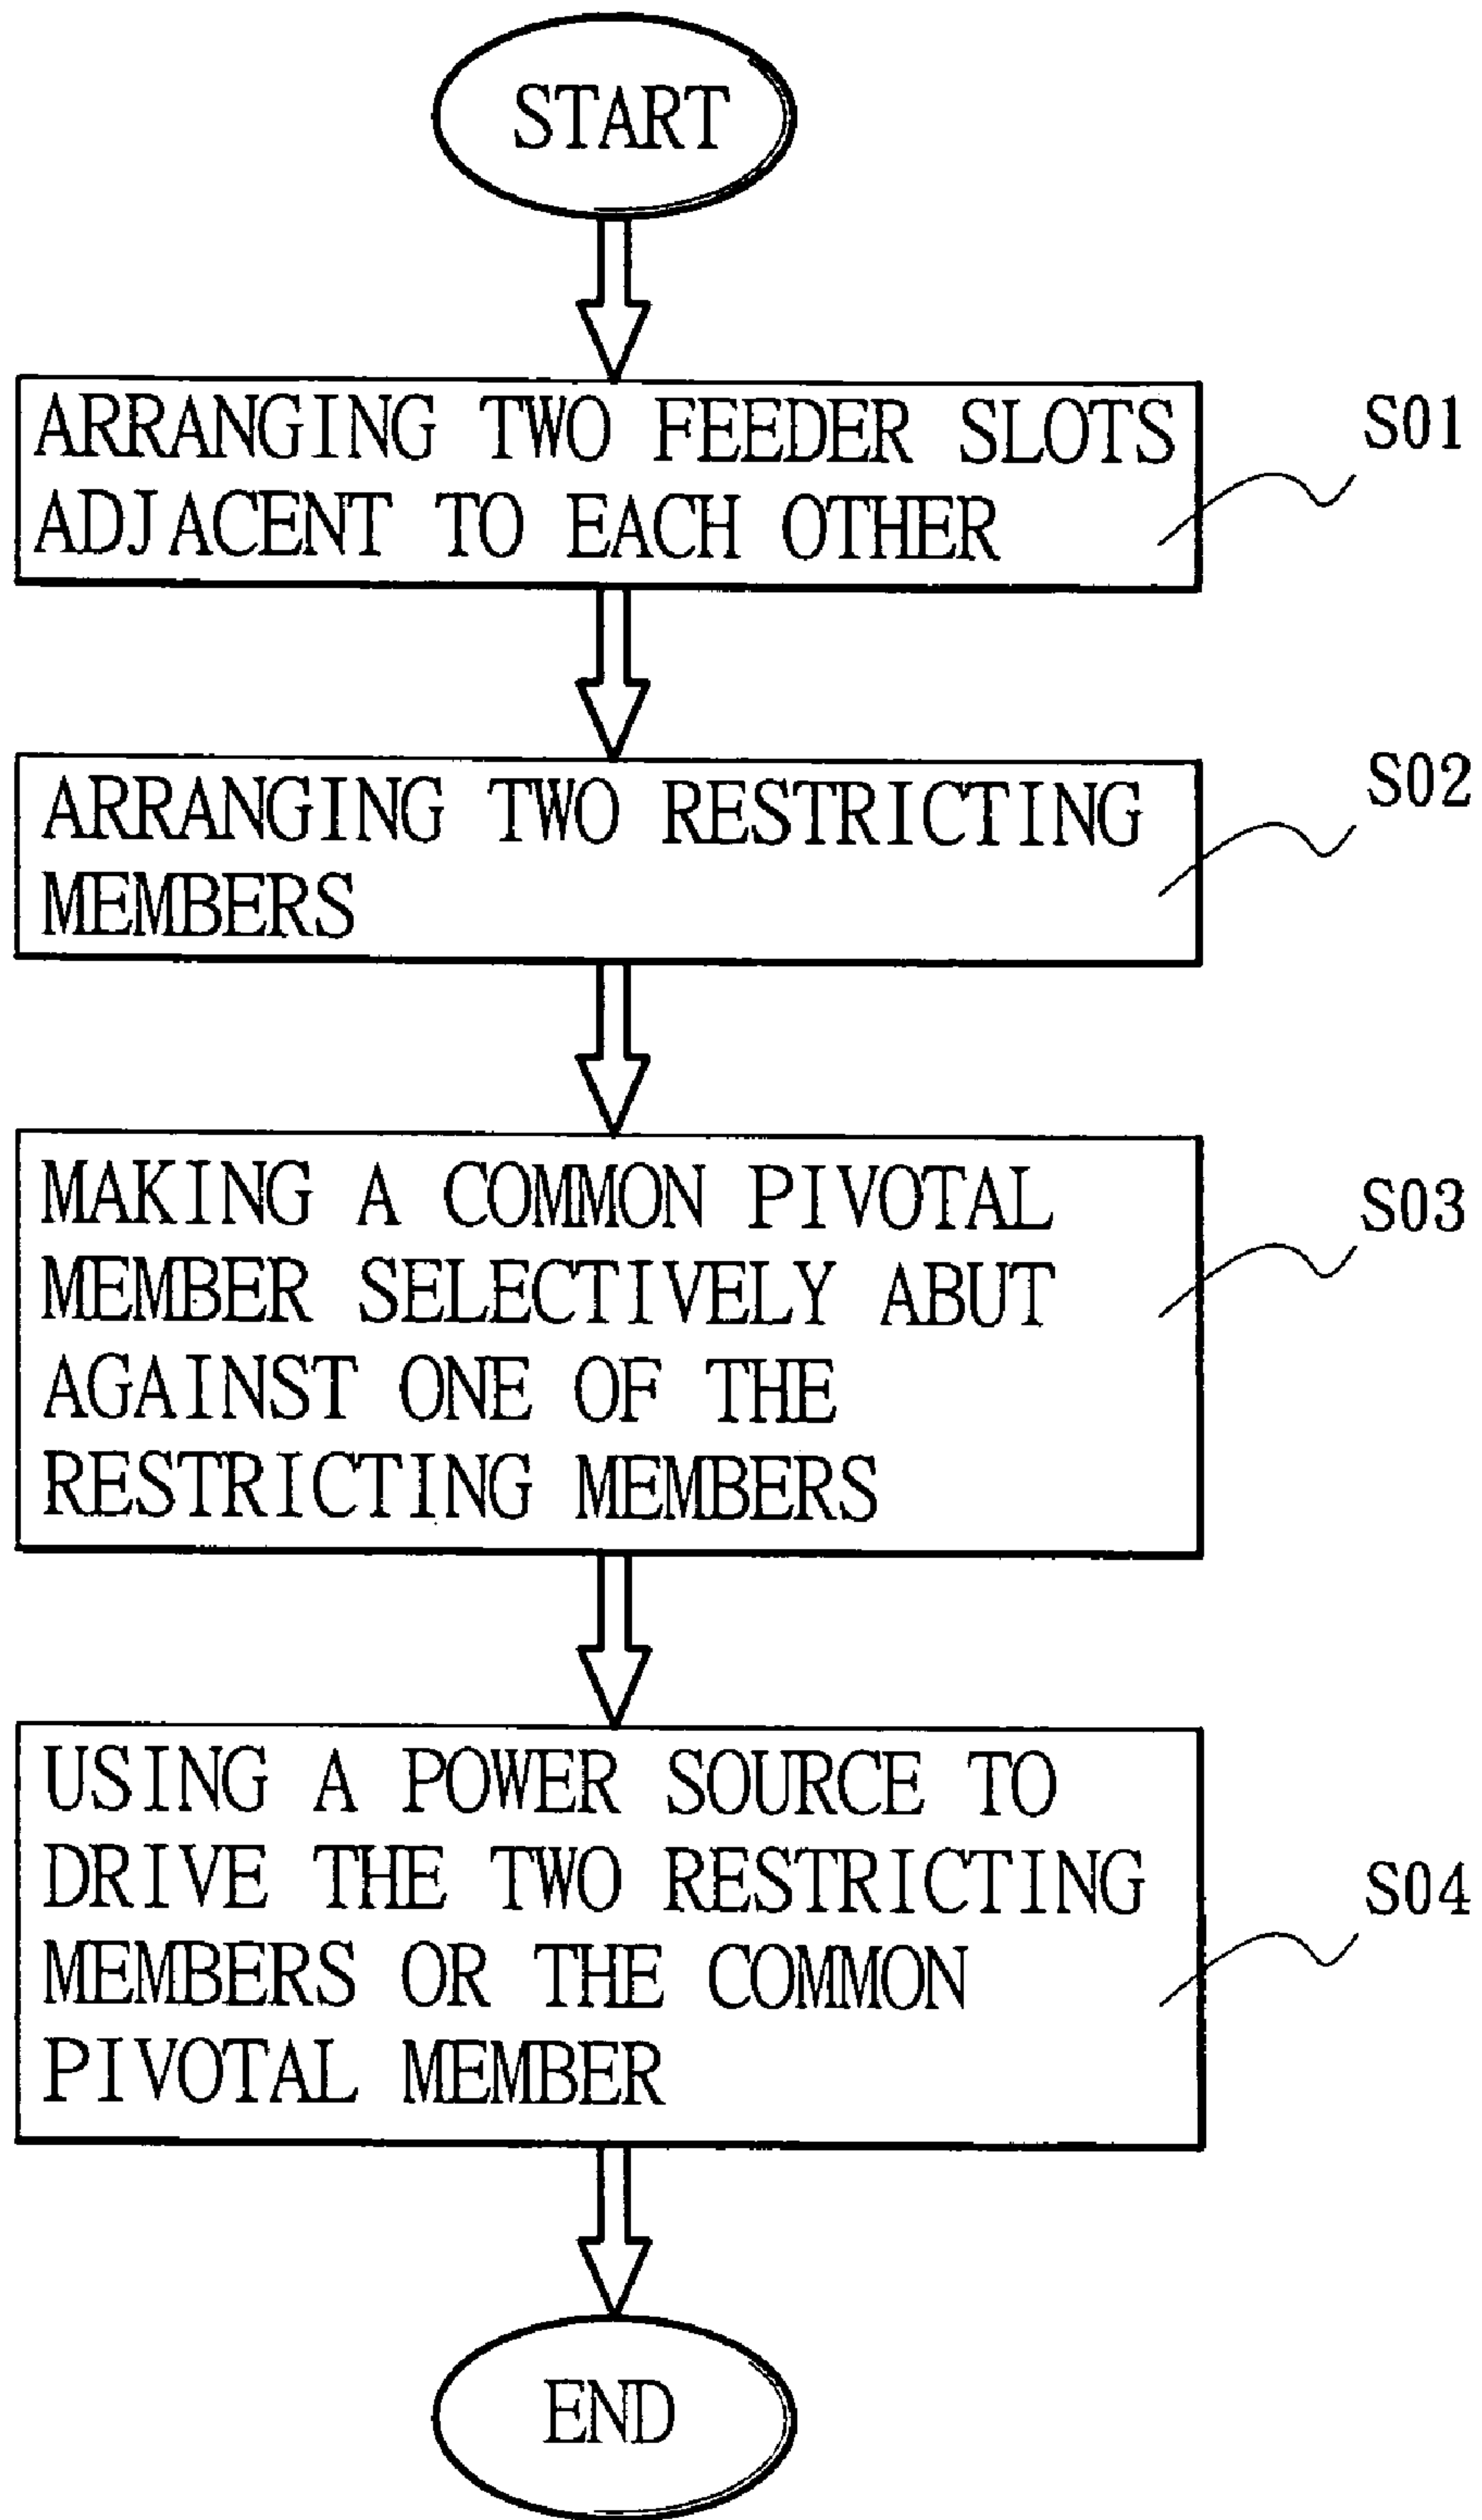 START
ARRANGING TWO FEEDER SLOTS
ADJACENT TO EACH OTHER
S01
ARRANGING TWO RESTRICTING
MEMBERS
S02
MAKING A COMMON PIVOTAL
MEMBER SELECTIVELY ABUT
AGAINST ONE OF THE
RESTRICTING MEMBERS
S03
USING A POWER SOURCE TO
DRIVE THE TWO RESTRICTING
MEMBERS OR THE COMMON
PIVOTAL MEMBER
S04
END